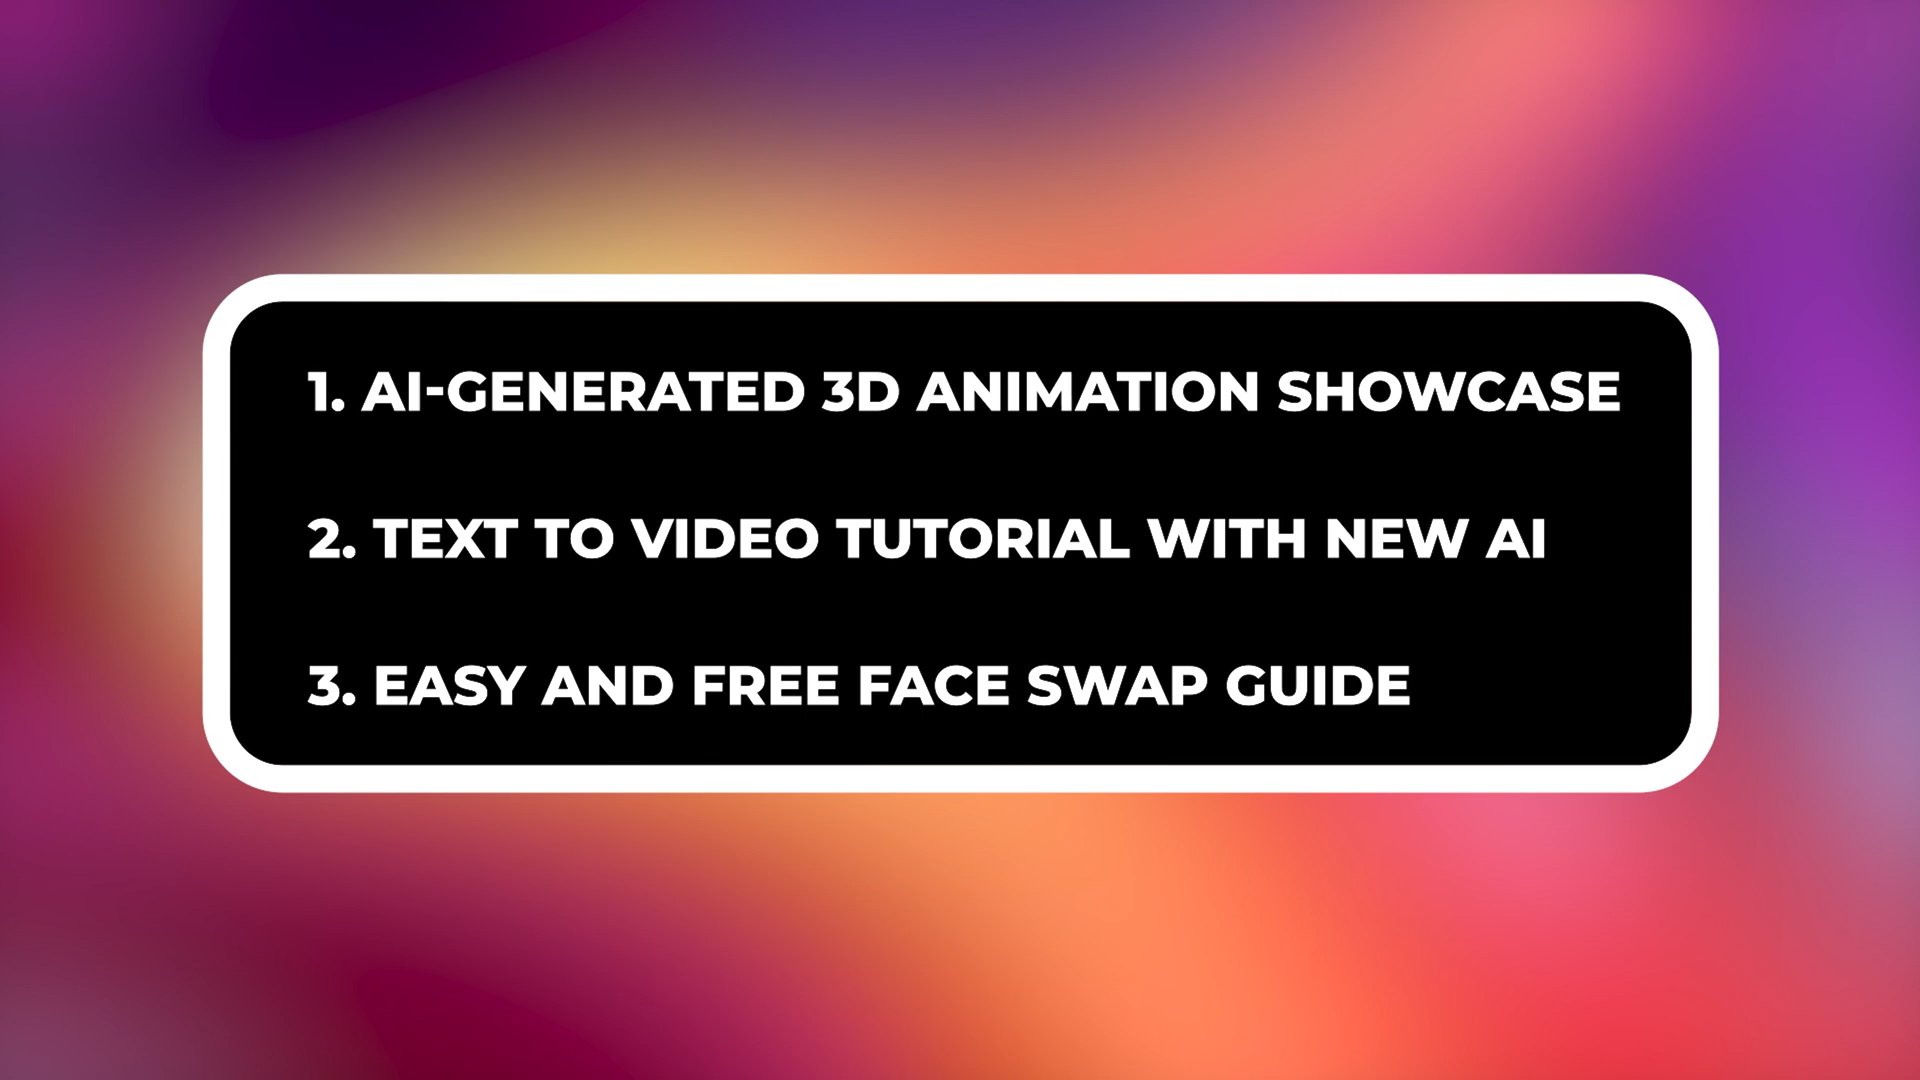 1. AI-GENERATED 3D ANIMATION SHOWCASE
2. TEXT TO VIDEO TUTORIAL WITH NEW AI
3. EASY AND FREE FACE SWAP GUIDE